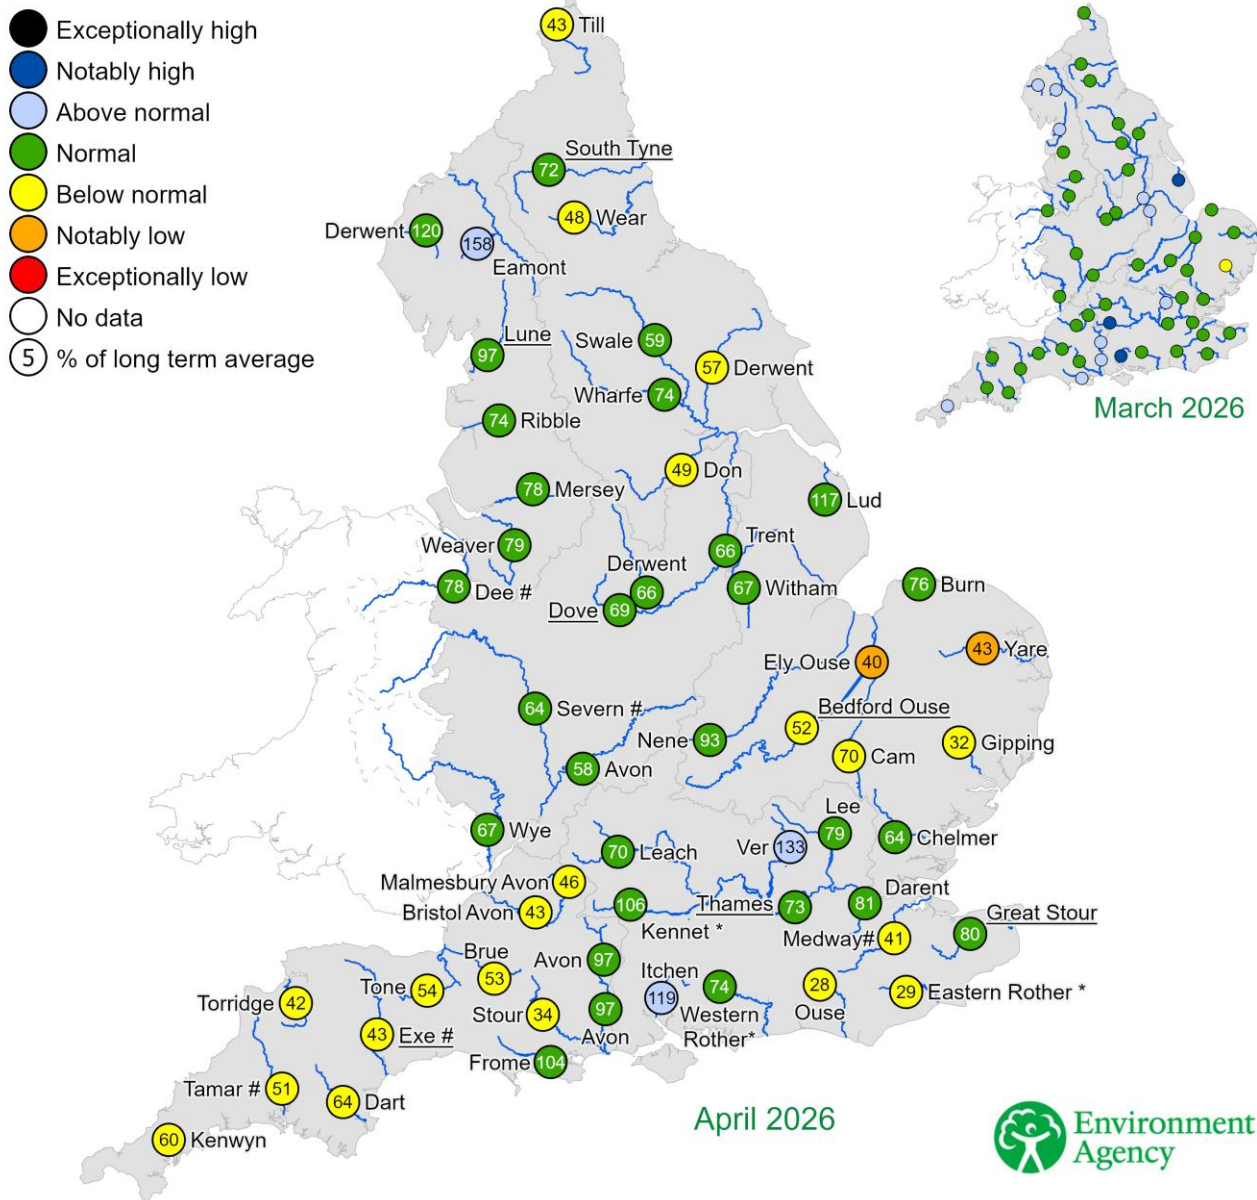 Exceptionally high
Notably high
Above normal
Normal
Below normal
Notably low
Exceptionally low
No data
5 % of long term average
43 Till
South Tyne
72
48 Wear
Derwent 120
158
Eamont
Lune
97
Swale 59
57 Derwent
Wharfe 74
74 Ribble
March 2026
49 Don
78 Mersey
117 Lud
Weaver 79
Trent
66
Derwent
66
78 Dee #
67 Witham
76 Burn
Dove 69
Ely Ouse 40
43 Yare
64 Severn #
Bedford Ouse
52
Nene 93
70 Cam
32 Gipping
58 Avon
Lee
79
67 Wye
70 Leach
Ver 133
64 Chelmer
Malmesbury Avon 46
Bristol Avon 43
106
Kennet *
Thames 73
Darent
81
Great Stour
80
Medway# 41
Brue
53
Avon 97
Itchen
119
74
Western
Rother*
28
Ouse
29 Eastern Rother *
Tone 54
Torridge 42
Stour 34
97
Avon
43
Exe #
Frome 104
Tamar # 51
64 Dart
60 Kenwyn
April 2026
Environment
Agency